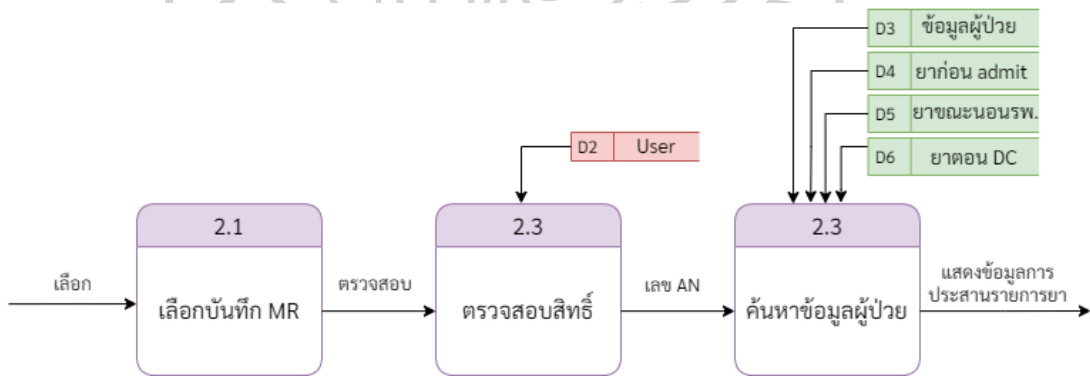 D3 ข้อมูลผู้ป่วย
D4 ยาก่อน admit
D5 ยาขณะนอนรพ.
D6 ยาตอน DC
D2 User
2.1
2.3
2.3
เลือก
เลือกบันทึก MR
ตรวจสอบ
ตรวจสอบสิทธิ์
เลข AN
ค้นหาข้อมูลผู้ป่วย
แสดงข้อมูลการ
ประสานรายการยา